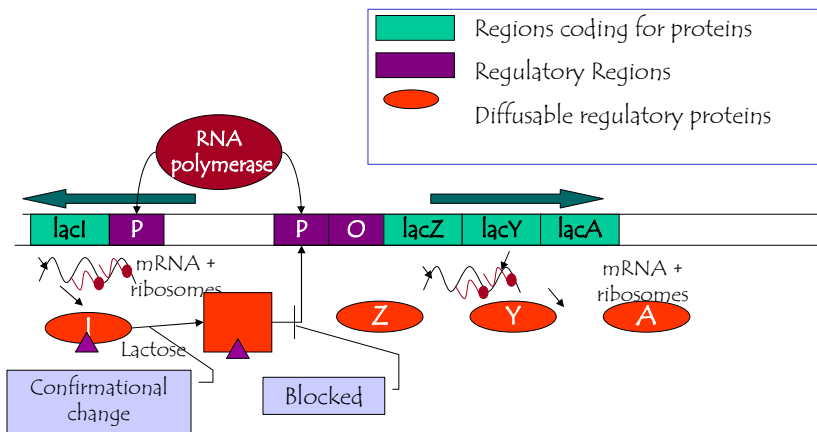 Regions coding for proteins
Regulatory Regions
Diffusable regulatory proteins
RNA
polymerase
lacI P P O lacZ lacY lacA
mRNA +
ribosomes
mRNA +
ribosomes
I
Z
Y
A
Lactose
Confirmational
change
Blocked